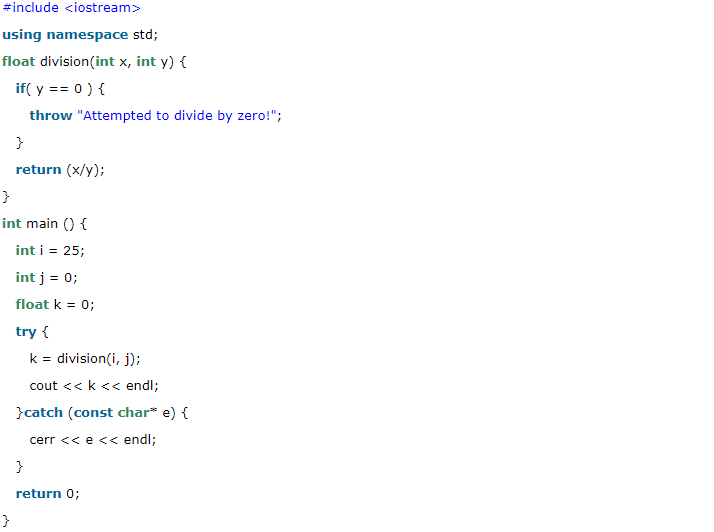 #include <iostream>
using namespace std;
float division(int x, int y) {
if( y == 0 ) {
throw "Attempted to divide by zero!";
}
return (x/y);
}
int main () {
int i = 25;
int j = 0;
float k = 0;
try {
k = division(i, j);
cout << k << endl;
}catch (const char* e) {
cerr << e << endl;
}
return 0;
}